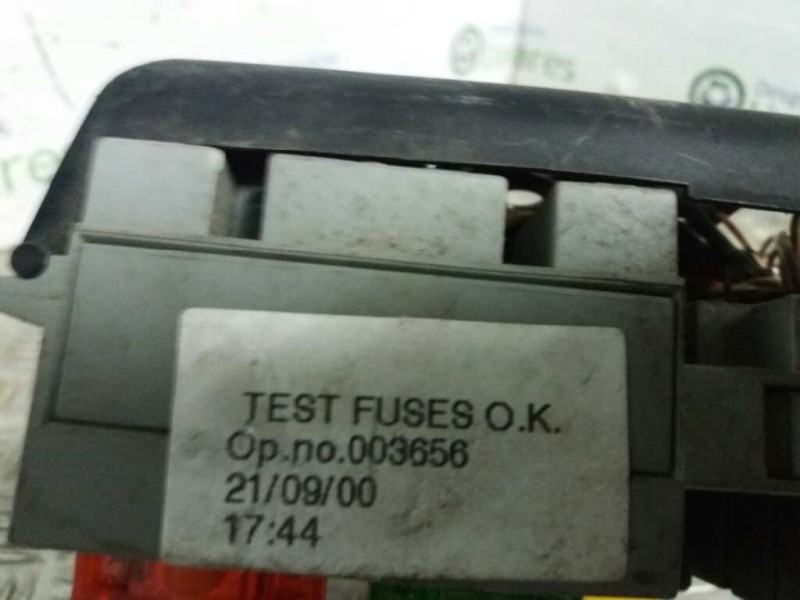 TEST FUSES O.K.
Op.no.003656
21/09/00
17:44